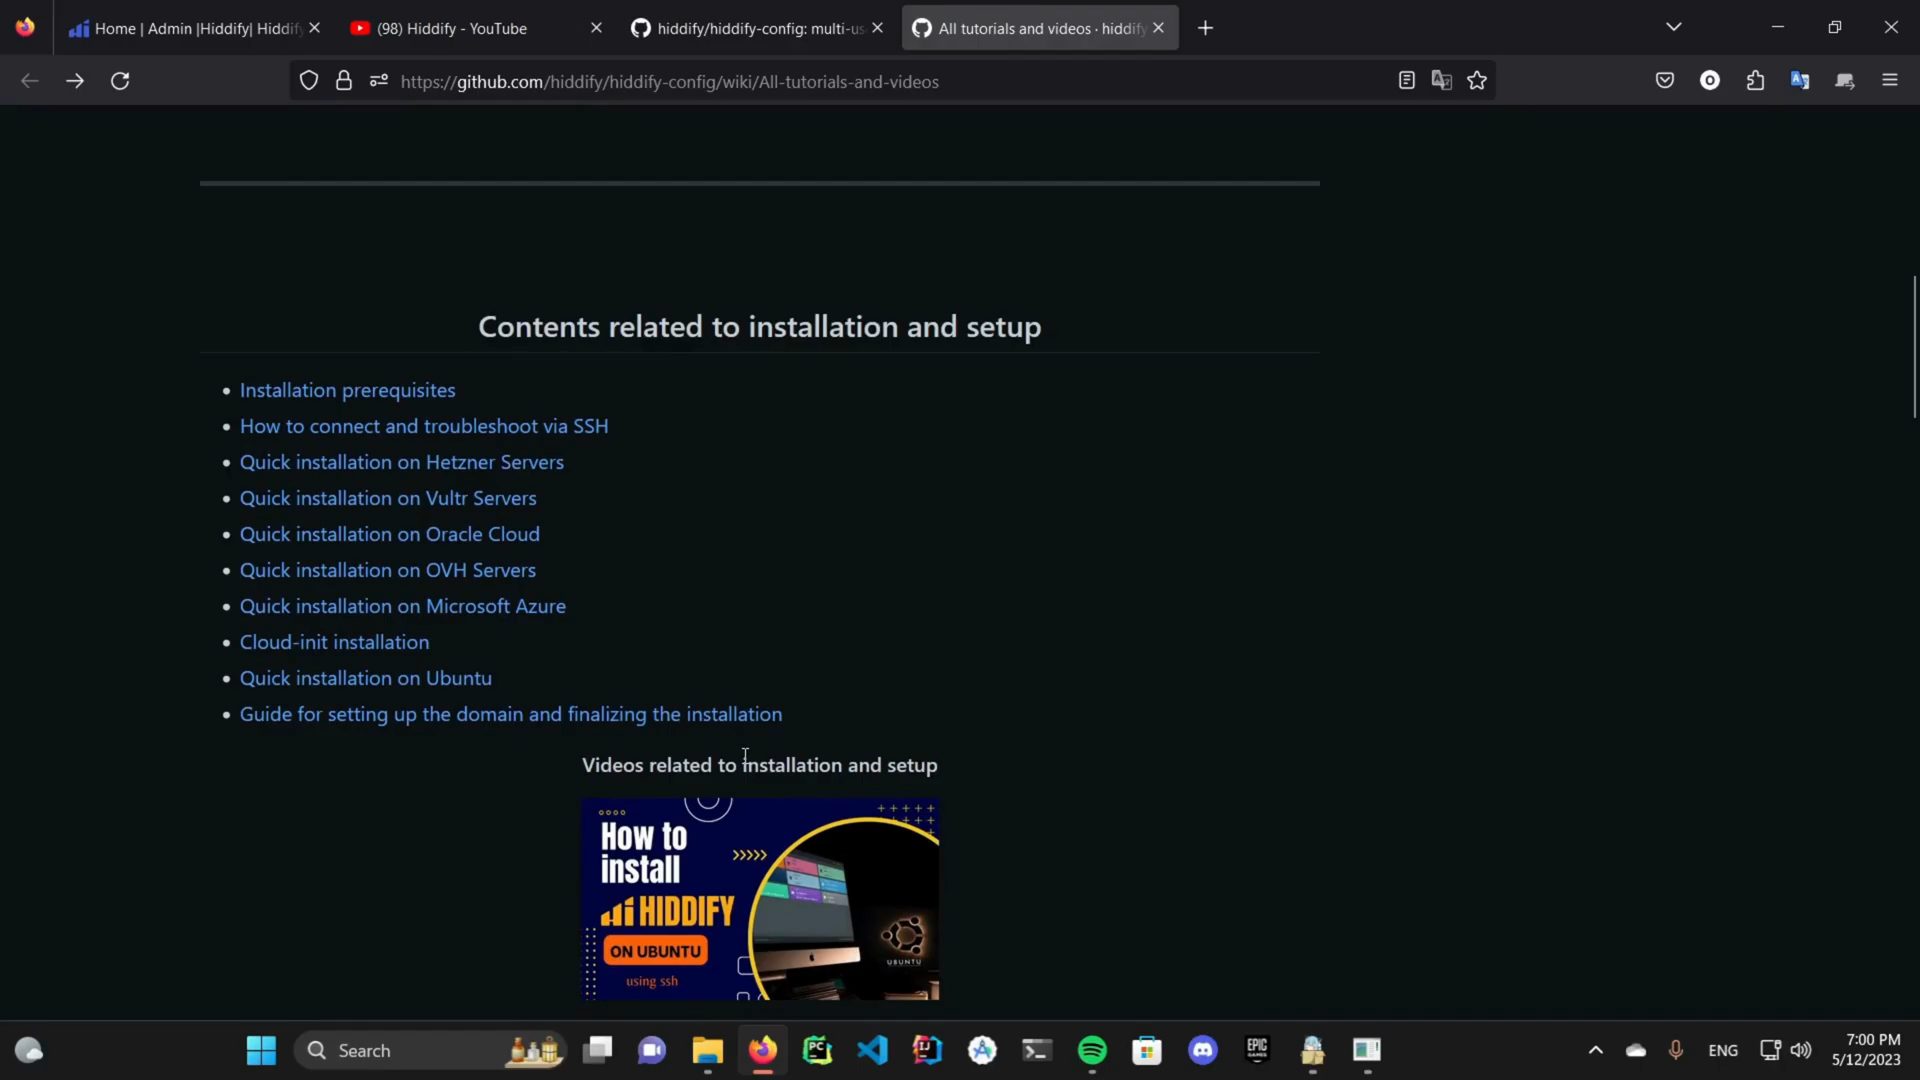 Home | Admin |Hiddify| Hiddify
(98) Hiddify - YouTube
hiddify/hiddify-config: multi-us
All tutorials and videos · hiddify
https://github.com/hiddify/hiddify-config/wiki/All-tutorials-and-videos
Contents related to installation and setup
• Installation prerequisites
• How to connect and troubleshoot via SSH
• Quick installation on Hetzner Servers
• Quick installation on Vultr Servers
• Quick installation on Oracle Cloud
• Quick installation on OVH Servers
• Quick installation on Microsoft Azure
• Cloud-init installation
• Quick installation on Ubuntu
• Guide for setting up the domain and finalizing the installation
Videos related to installation and setup
How to
install
HIDDIFY
ON UBUNTU
using ssh
UBUNTU
Search
PC
IJ
EPIC
GAMES
ENG
7:00 PM
5/12/2023